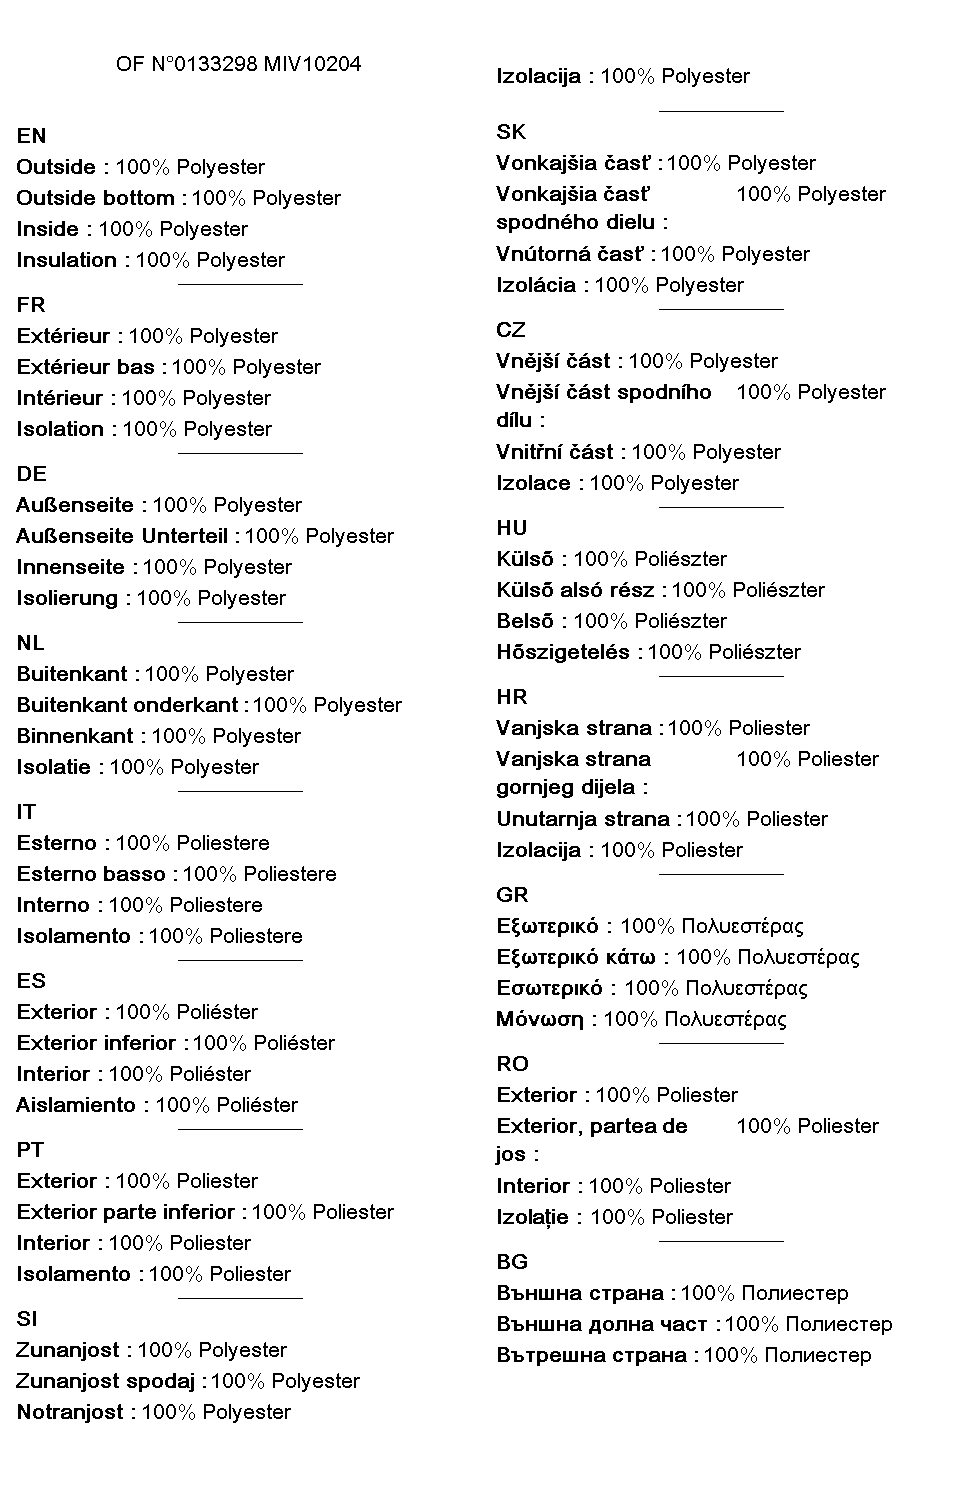 OF N°0133298 MIV10204
EN
Outside : 100% Polyester
Outside bottom : 100% Polyester
Inside : 100% Polyester
Insulation : 100% Polyester
FR
Extérieur : 100% Polyester
Extérieur bas : 100% Polyester
Intérieur : 100% Polyester
Isolation : 100% Polyester
DE
Außenseite : 100% Polyester
Außenseite Unterteil : 100% Polyester
Innenseite : 100% Polyester
Isolierung : 100% Polyester
NL
Buitenkant : 100% Polyester
Buitenkant onderkant : 100% Polyester
Binnenkant : 100% Polyester
Isolatie : 100% Polyester
IT
Esterno : 100% Poliestere
Esterno basso : 100% Poliestere
Interno : 100% Poliestere
Isolamento : 100% Poliestere
ES
Exterior : 100% Poliéster
Exterior inferior : 100% Poliéster
Interior : 100% Poliéster
Aislamiento : 100% Poliéster
PT
Exterior : 100% Poliester
Exterior parte inferior : 100% Poliester
Interior : 100% Poliester
Isolamento : 100% Poliester
SI
Zunanjost : 100% Polyester
Zunanjost spodaj : 100% Polyester
Notranjost : 100% Polyester
Izolacija : 100% Polyester
SK
Vonkajšia časť : 100% Polyester
Vonkajšia časť 100% Polyester
spodného dielu :
Vnútorná časť : 100% Polyester
Izolácia : 100% Polyester
CZ
Vnější část : 100% Polyester
Vnější část spodního 100% Polyester
dílu :
Vnitřní část : 100% Polyester
Izolace : 100% Polyester
HU
Külső : 100% Poliészter
Külső alsó rész : 100% Poliészter
Belső : 100% Poliészter
Hőszigetelés : 100% Poliészter
HR
Vanjska strana : 100% Poliester
Vanjska strana 100% Poliester
gornjeg dijela :
Unutarnja strana : 100% Poliester
Izolacija : 100% Poliester
GR
Εξωτερικό : 100% Πολυεστέρας
Εξωτερικό κάτω : 100% Πολυεστέρας
Εσωτερικό : 100% Πολυεστέρας
Μόνωση : 100% Πολυεστέρας
RO
Exterior : 100% Poliester
Exterior, partea de 100% Poliester
jos :
Interior : 100% Poliester
Izolație : 100% Poliester
BG
Външна страна : 100% Полиестер
Външна долна част : 100% Полиестер
Вътрешна страна : 100% Полиестер